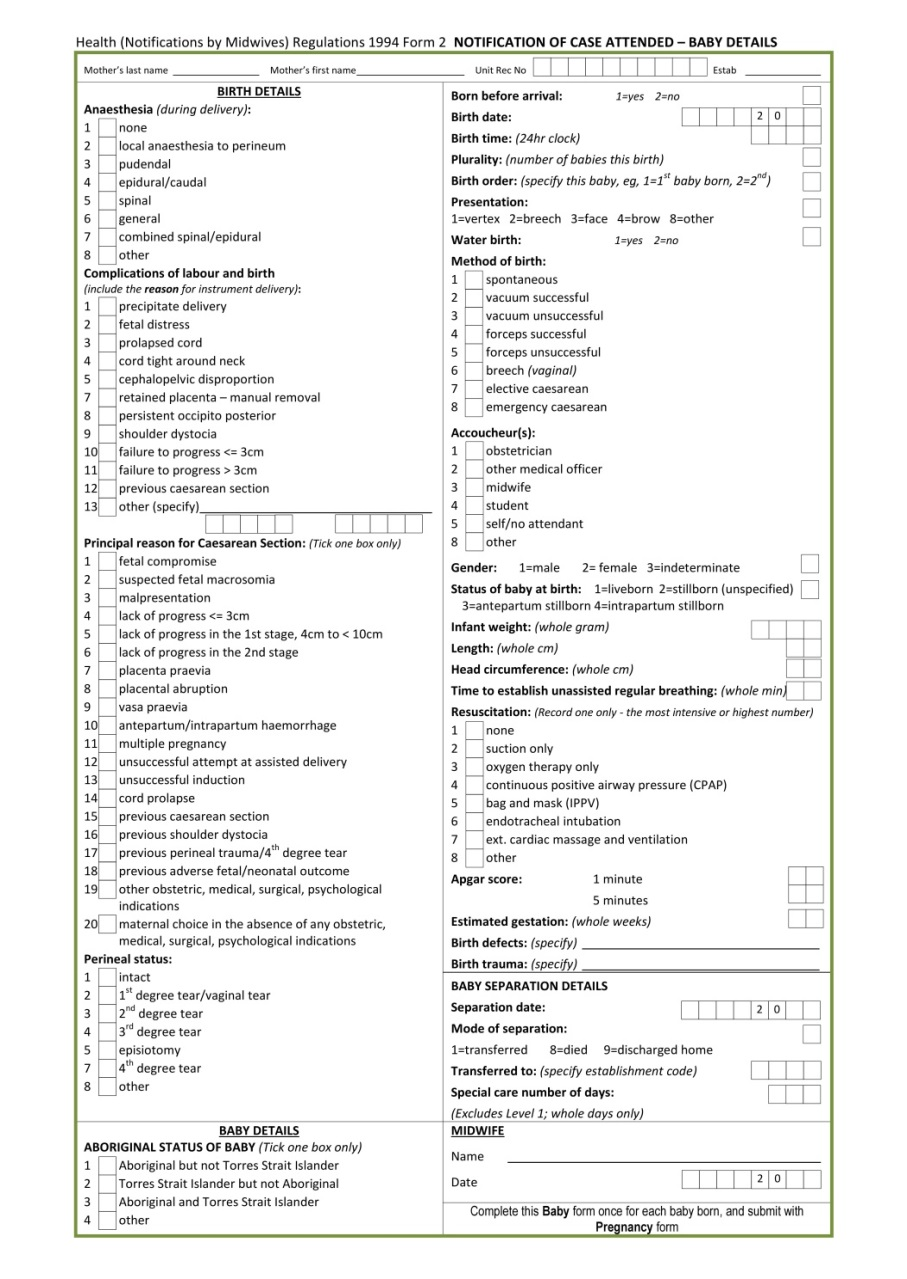 Health (Notifications by Midwives) Regulations 1994 Form 2 NOTIFICATION OF CASE ATTENDED – BABY DETAILS
Mother's last name Mother's first name Unit Rec No Estab
BIRTH DETAILS
Anaesthesia (during delivery):
1 none
2 local anaesthesia to perineum
3 pudendal
4 epidural/caudal
5 spinal
6 general
7 combined spinal/epidural
8 other
Complications of labour and birth
(include the reason for instrument delivery):
1 precipitate delivery
2 fetal distress
3 prolapsed cord
4 cord tight around neck
5 cephalopelvic disproportion
7 retained placenta – manual removal
8 persistent occipito posterior
9 shoulder dystocia
10 failure to progress <= 3cm
11 failure to progress > 3cm
12 previous caesarean section
13 other (specify)
Principal reason for Caesarean Section: (Tick one box only)
1 fetal compromise
2 suspected fetal macrosomia
3 malpresentation
4 lack of progress <= 3cm
5 lack of progress in the 1st stage, 4cm to < 10cm
6 lack of progress in the 2nd stage
7 placenta praevia
8 placental abruption
9 vasa praevia
10 antepartum/intrapartum haemorrhage
11 multiple pregnancy
12 unsuccessful attempt at assisted delivery
13 unsuccessful induction
14 cord prolapse
15 previous caesarean section
16 previous shoulder dystocia
17 previous perineal trauma/4th degree tear
18 previous adverse fetal/neonatal outcome
19 other obstetric, medical, surgical, psychological
indications
20 maternal choice in the absence of any obstetric,
medical, surgical, psychological indications
Perineal status:
1 intact
2 1st degree tear/vaginal tear
3 2nd degree tear
4 3rd degree tear
5 episiotomy
7 4th degree tear
8 other
BABY DETAILS
ABORIGINAL STATUS OF BABY (Tick one box only)
1 Aboriginal but not Torres Strait Islander
2 Torres Strait Islander but not Aboriginal
3 Aboriginal and Torres Strait Islander
4 other
Born before arrival: 1=yes 2=no
Birth date: 2 0
Birth time: (24hr clock)
Plurality: (number of babies this birth)
Birth order: (specify this baby, eg, 1=1st baby born, 2=2nd)
Presentation:
1=vertex 2=breech 3=face 4=brow 8=other
Water birth: 1=yes 2=no
Method of birth:
1 spontaneous
2 vacuum successful
3 vacuum unsuccessful
4 forceps successful
5 forceps unsuccessful
6 breech (vaginal)
7 elective caesarean
8 emergency caesarean
Accoucheur(s):
1 obstetrician
2 other medical officer
3 midwife
4 student
5 self/no attendant
8 other
Gender: 1=male 2= female 3=indeterminate
Status of baby at birth: 1=liveborn 2=stillborn (unspecified)
3=antepartum stillborn 4=intrapartum stillborn
Infant weight: (whole gram)
Length: (whole cm)
Head circumference: (whole cm)
Time to establish unassisted regular breathing: (whole min)
Resuscitation: (Record one only - the most intensive or highest number)
1 none
2 suction only
3 oxygen therapy only
4 continuous positive airway pressure (CPAP)
5 bag and mask (IPPV)
6 endotracheal intubation
7 ext. cardiac massage and ventilation
8 other
Apgar score: 1 minute
5 minutes
Estimated gestation: (whole weeks)
Birth defects: (specify)
Birth trauma: (specify)
BABY SEPARATION DETAILS
Separation date: 2 0
Mode of separation:
1=transferred 8=died 9=discharged home
Transferred to: (specify establishment code)
Special care number of days:
(Excludes Level 1; whole days only)
MIDWIFE
Name
Date 2 0
Complete this Baby form once for each baby born, and submit with
Pregnancy form